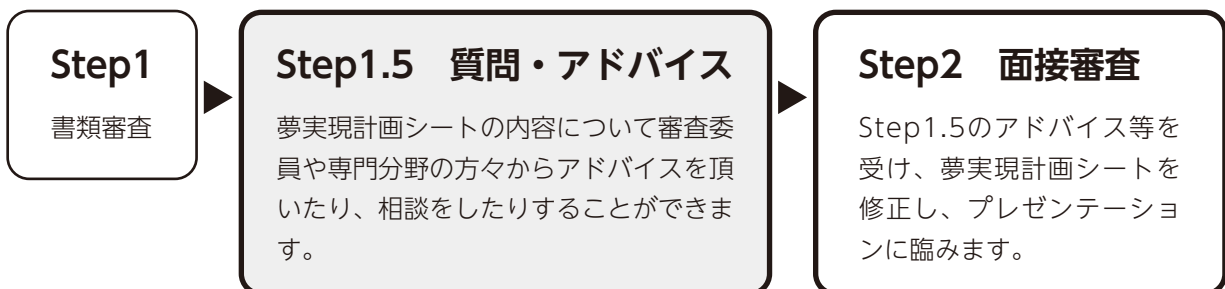 Step1
書類審査
Step1.5　質問・アドバイス
夢実現計画シートの内容について審査委
員や専門分野の方々からアドバイスを頂
いたり、相談をしたりすることができま
す。
Step2　面接審査
Step1.5のアドバイス等を
受け、夢実現計画シートを
修正し、プレゼンテーショ
ンに臨みます。